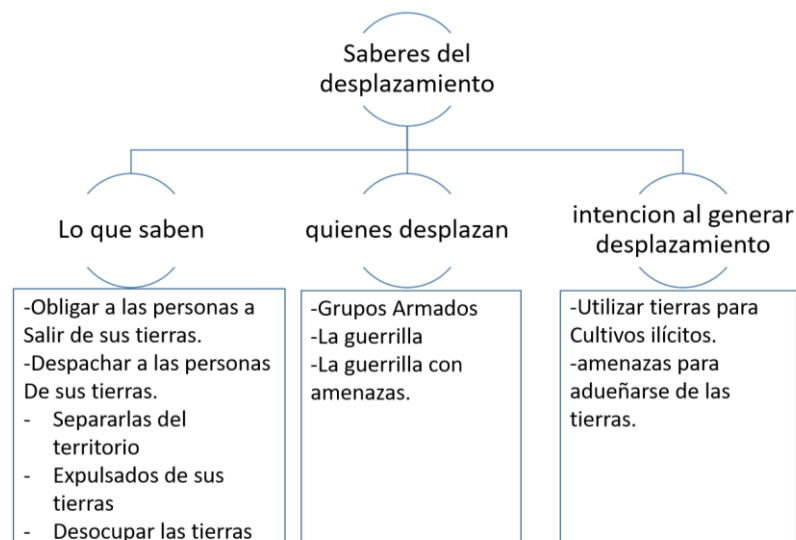 Saberes del
desplazamiento
Lo que saben
-Obligar a las personas a
Salir de sus tierras.
-Despachar a las personas
De sus tierras.
- Separarlas del
territorio
- Expulsados de sus
tierras
- Desocupar las tierras
quienes desplazan
-Grupos Armados
-La guerrilla
-La guerrilla con
amenazas.
intencion al generar
desplazamiento
-Utilizar tierras para
Cultivos ilícitos.
-amenazas para
adueñarse de las
tierras.